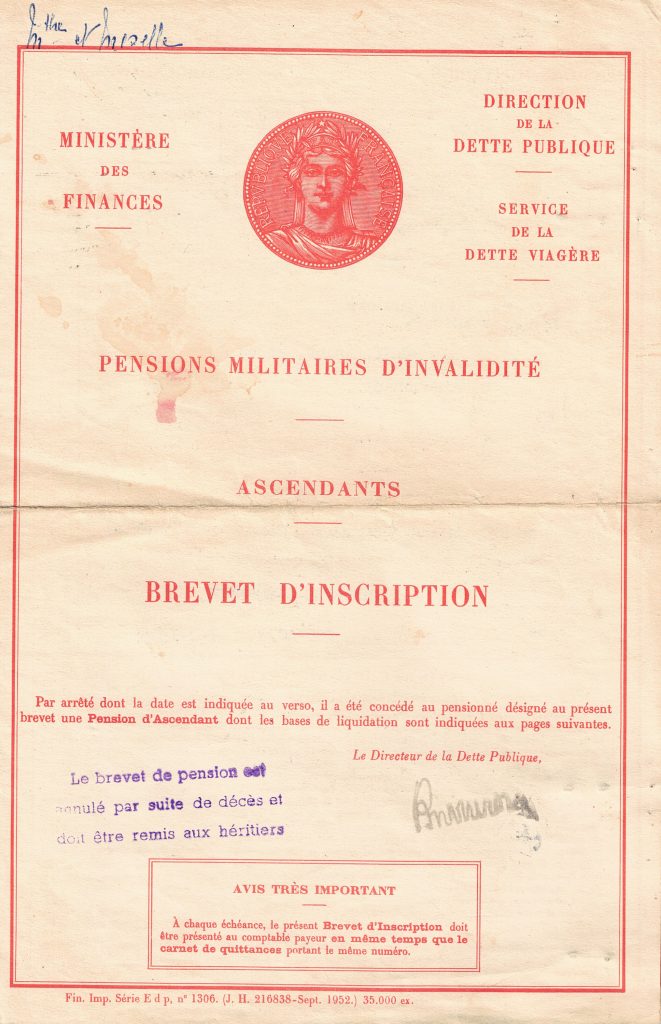 Mthe et Moselle
MINISTÈRE
DES
FINANCES
RÉPUBLIQUE FRANÇAISE
DIRECTION
DE LA
DETTE PUBLIQUE
SERVICE
DE LA
DETTE VIAGÈRE
PENSIONS MILITAIRES D'INVALIDITÉ
ASCENDANTS
BREVET D'INSCRIPTION
Par arrêté dont la date est indiquée au verso, il a été concédé au pensionné désigné au présent
brevet une Pension d'Ascendant dont les bases de liquidation sont indiquées aux pages suivantes.
Le Directeur de la Dette Publique,
Le brevet de pension est
annulé par suite de décès et
doit être remis aux héritiers
AVIS TRÈS IMPORTANT
À chaque échéance, le présent Brevet d'Inscription doit
être présenté au comptable payeur en même temps que le
carnet de quittances portant le même numéro.
Fin. Imp. Série E d p, n° 1306. (J. H. 216838-Sept. 1952.) 35.000 ex.